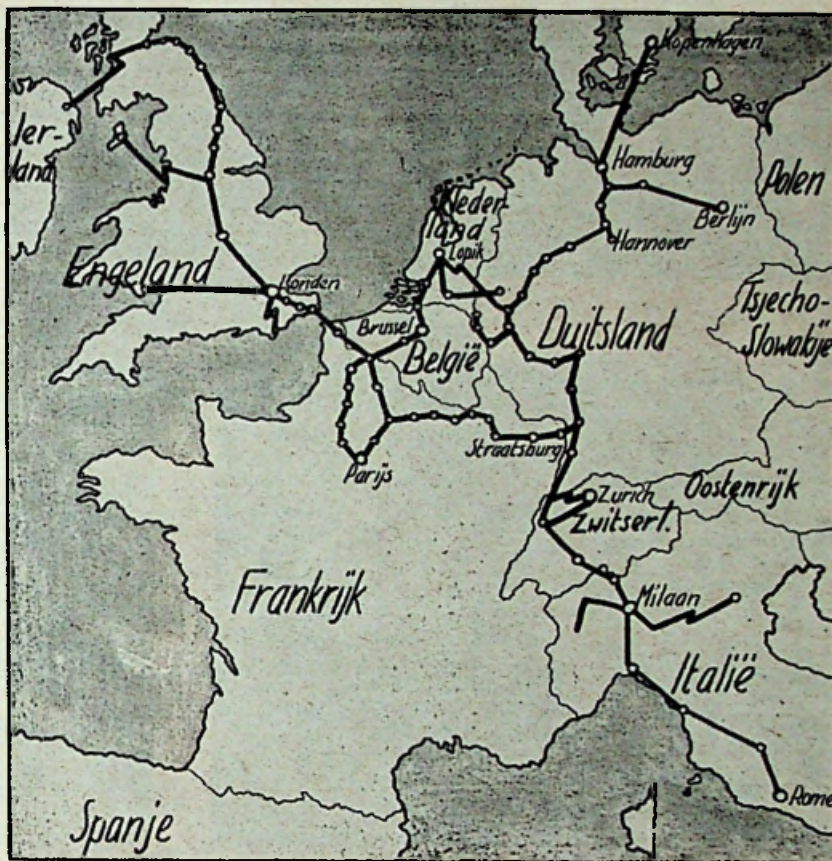 Kopenhagen
Ier-
land
Hamburg
Polen
Neder-
land
Berlijn
Hannover
Lopik
Engeland
Londen
Tsjecho-
Slowakije
Brussel
België
Duitsland
Straatsburg
Parijs
Zurich
Oostenrijk
Zwitserl.
Frankrijk
Milaan
Italië
Rome
Spanje